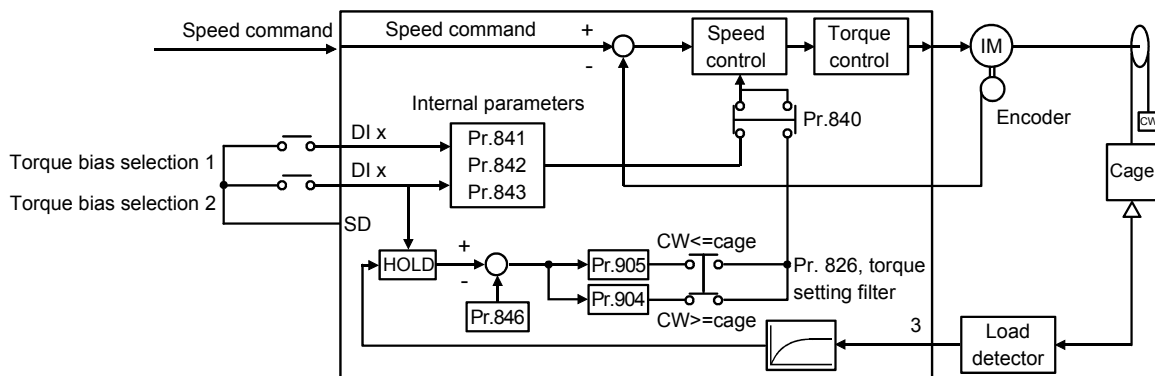 Speed command
Speed command
+
-
Speed
control
Torque
control
IM
Encoder
CW
Cage
Internal parameters
Pr.840
Torque bias selection 1
DI x
Pr.841
Pr.842
Pr.843
Torque bias selection 2
DI x
SD
HOLD
+
-
Pr.846
Pr.905
Pr.904
CW<=cage
CW>=cage
Pr. 826, torque
setting filter
3
Load
detector